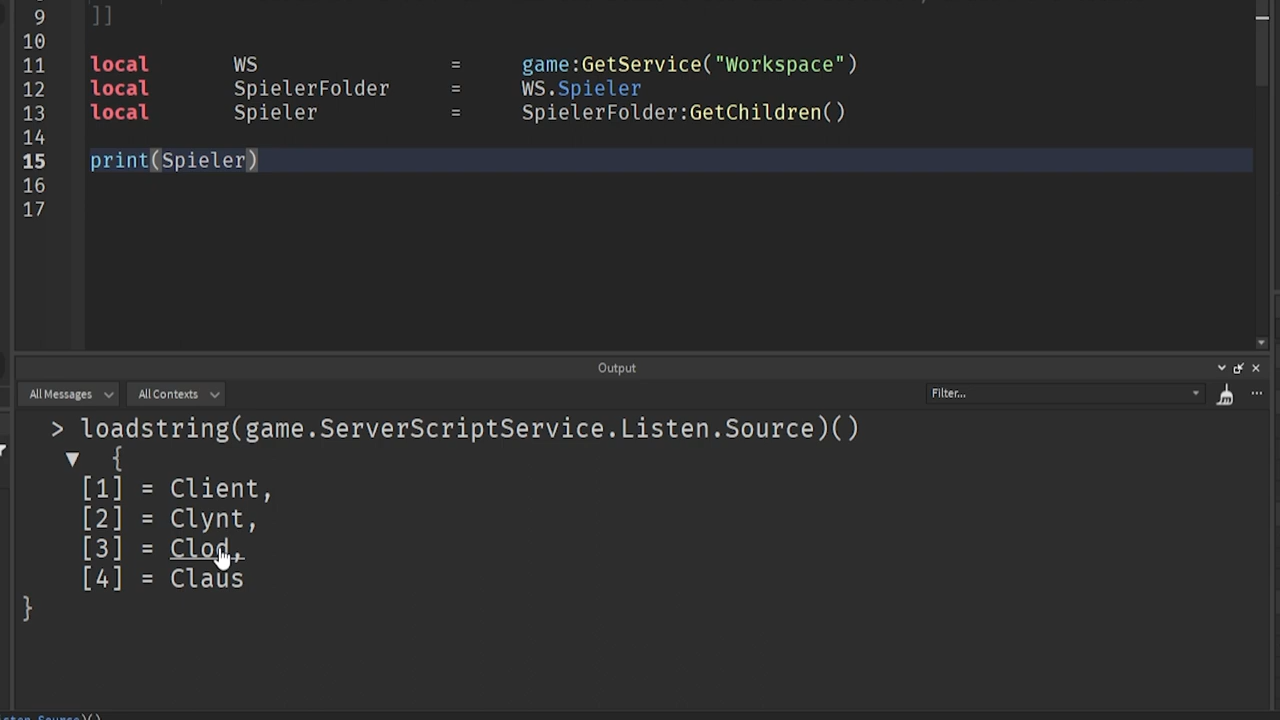 9 ]]
10
11 local WS = game:GetService("Workspace")
12 local SpielerFolder = WS.Spieler
13 local Spieler = SpielerFolder:GetChildren()
14
15 print(Spieler)
16
17
Output
All Messages All Contexts Filter... ...
> loadstring(game.ServerScriptService.Listen.Source)()
▼ {
[1] = Client,
[2] = Clynt,
[3] = Clod,
[4] = Claus
}